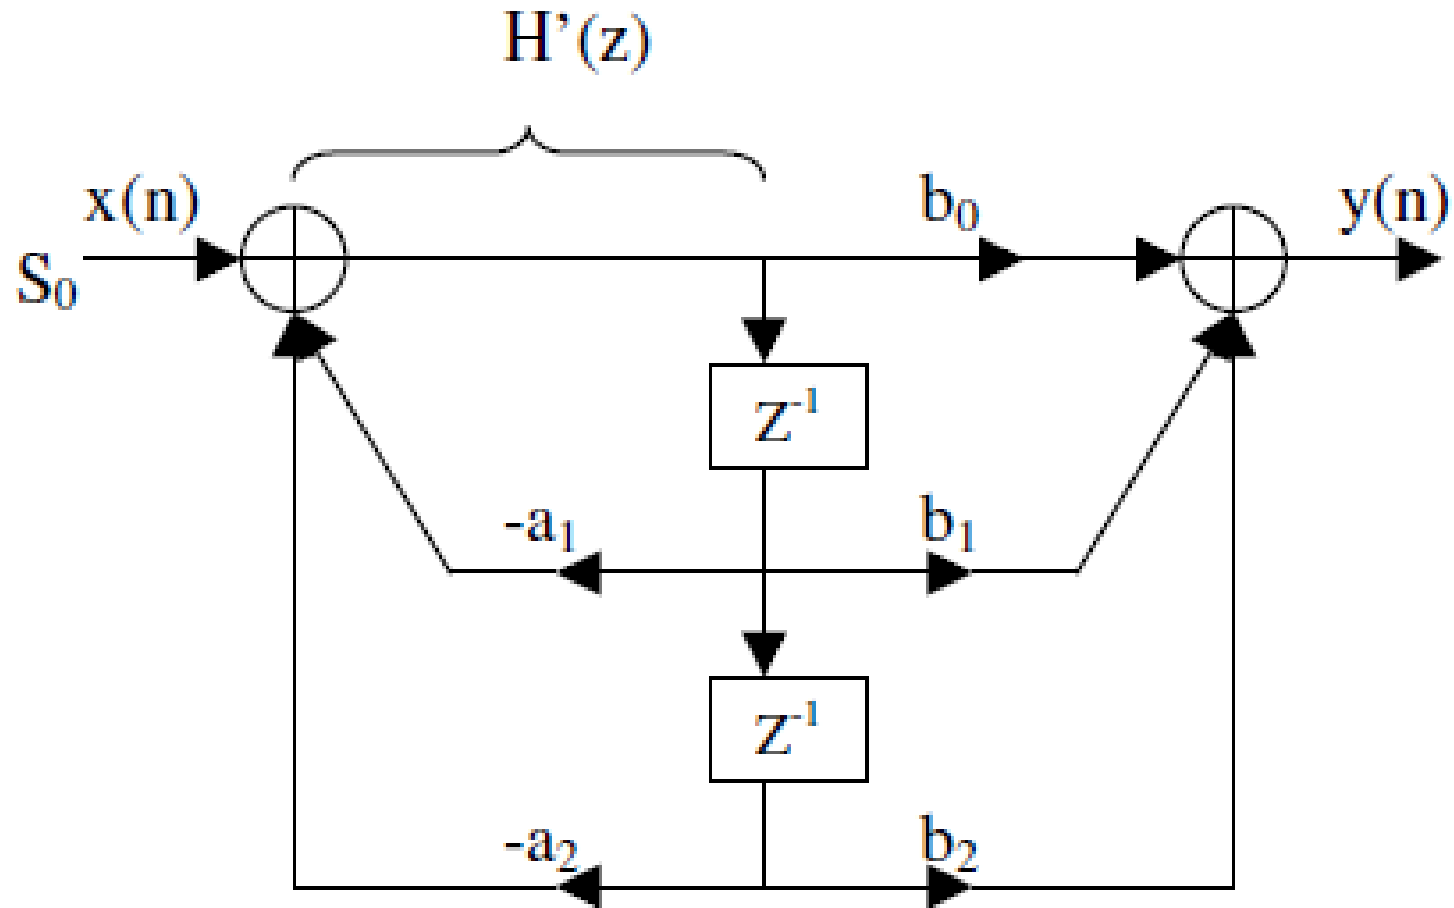 H’(z)
x(n)
b₀
y(n)
S₀
Z⁻¹
-a₁
b₁
Z⁻¹
-a₂
b₂